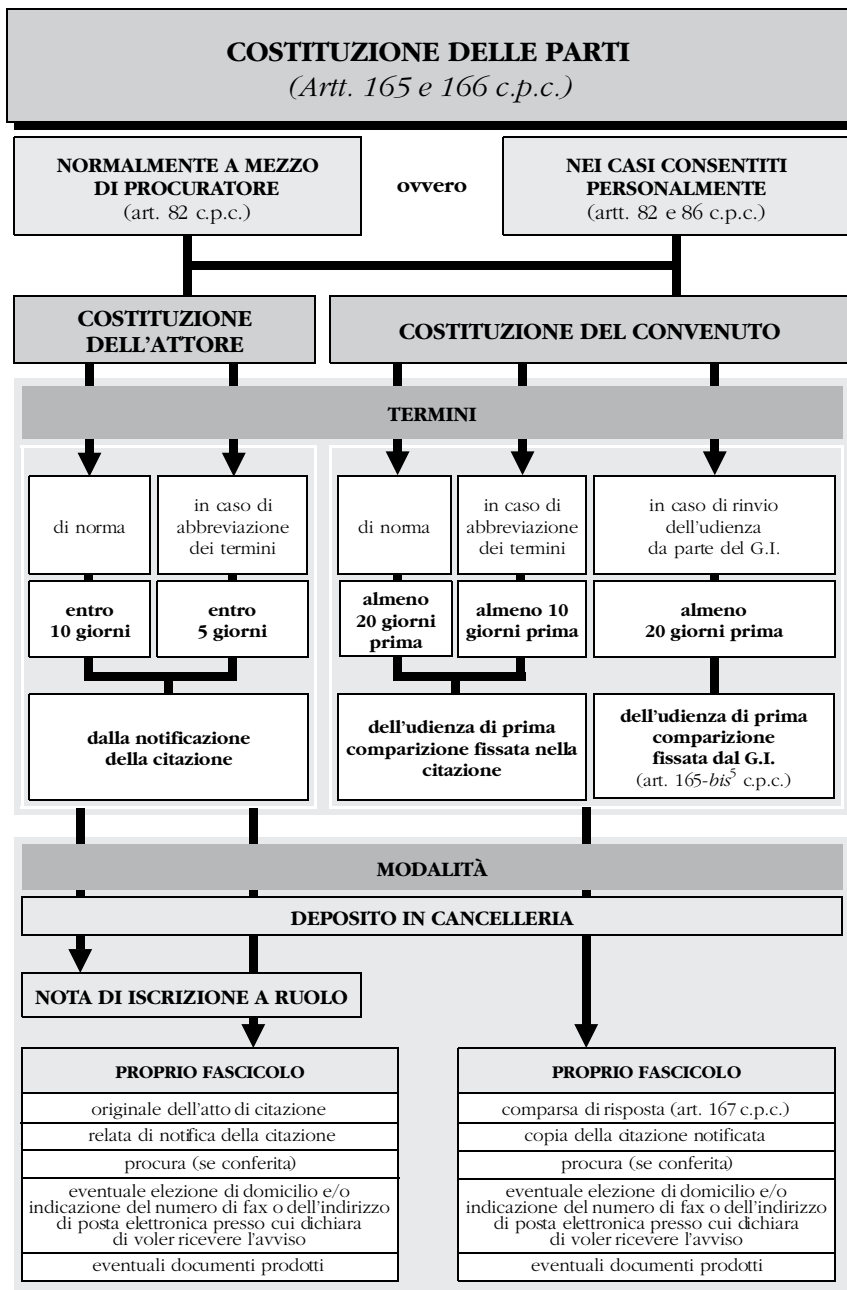 COSTITUZIONE DELLE PARTI
(Artt. 165 e 166 c.p.c.)
NORMALMENTE A MEZZO
DI PROCURATORE
(art. 82 c.p.c.)
ovvero
NEI CASI CONSENTITI
PERSONALMENTE
(artt. 82 e 86 c.p.c.)
COSTITUZIONE
DELL'ATTORE
COSTITUZIONE DEL CONVENUTO
TERMINI
di norma
in caso di
abbreviazione
dei termini
di norma
in caso di
abbreviazione
dei termini
in caso di rinvio
dell'udienza
da parte del G.I.
entro
10 giorni
entro
5 giorni
almeno
20 giorni
prima
almeno 10
giorni prima
almeno
20 giorni prima
dalla notificazione
della citazione
dell'udienza di prima
comparizione fissata nella
citazione
dell'udienza di prima
comparizione
fissata dal G.I.
(art. 165-bis⁵ c.p.c.)
MODALITÀ
DEPOSITO IN CANCELLERIA
NOTA DI ISCRIZIONE A RUOLO
PROPRIO FASCICOLO
originale dell'atto di citazione
relata di notifica della citazione
procura (se conferita)
eventuale elezione di domicilio e/o
indicazione del numero di fax o dell'indirizzo
di posta elettronica presso cui dichiara
di voler ricevere l'avviso
eventuali documenti prodotti
PROPRIO FASCICOLO
comparsa di risposta (art. 167 c.p.c.)
copia della citazione notificata
procura (se conferita)
eventuale elezione di domicilio e/o
indicazione del numero di fax o dell'indirizzo
di posta elettronica presso cui dichiara
di voler ricevere l'avviso
eventuali documenti prodotti